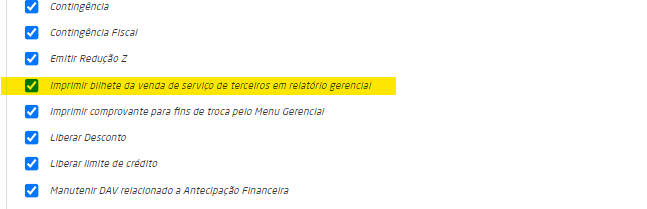 Contingência
Contingência Fiscal
Emitir Redução Z
Imprimir bilhete da venda de serviço de terceiros em relatório gerencial
Imprimir comprovante para fins de troca pelo Menu Gerencial
Liberar Desconto
Liberar limite de crédito
Manutenir DAV relacionado a Antecipação Financeira